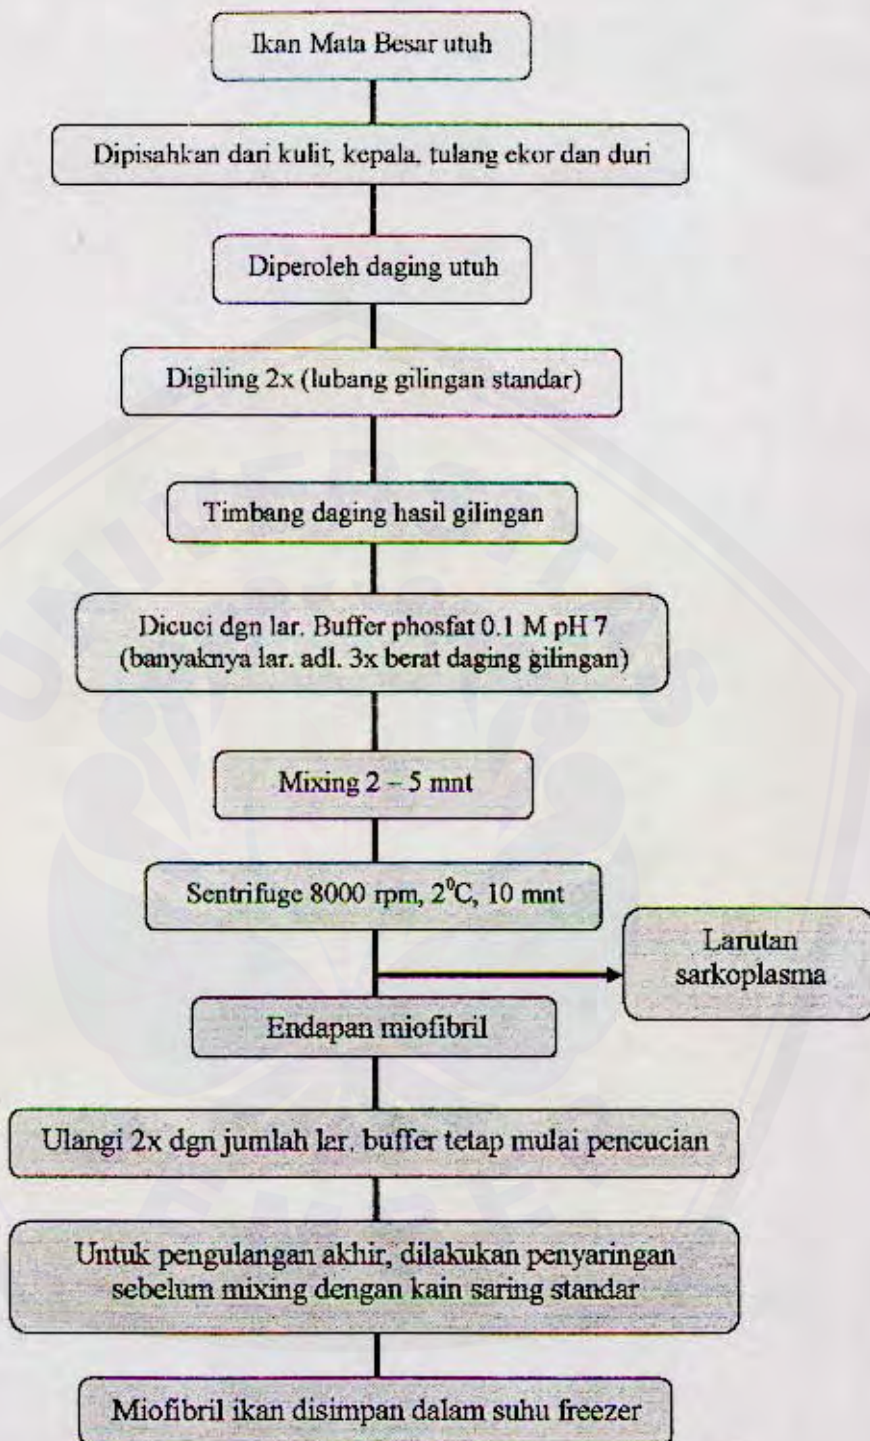 Ikan Mata Besar utuh
Dipisahkan dari kulit, kepala, tulang ekor dan duri
Diperoleh daging utuh
Digiling 2x (lubang gilingan standar)
Timbang daging hasil gilingan
Dicuci dgn lar. Buffer phosfat 0.1 M pH 7
(banyaknya lar. adl. 3x berat daging gilingan)
Mixing 2 – 5 mnt
Sentrifuge 8000 rpm, 2⁰C, 10 mnt
Larutan
sarkoplasma
Endapan miofibril
Ulangi 2x dgn jumlah lar. buffer tetap mulai pencucian
Untuk pengulangan akhir, dilakukan penyaringan
sebelum mixing dengan kain saring standar
Miofibril ikan disimpan dalam suhu freezer
UNIVERSITAS
JEMBER